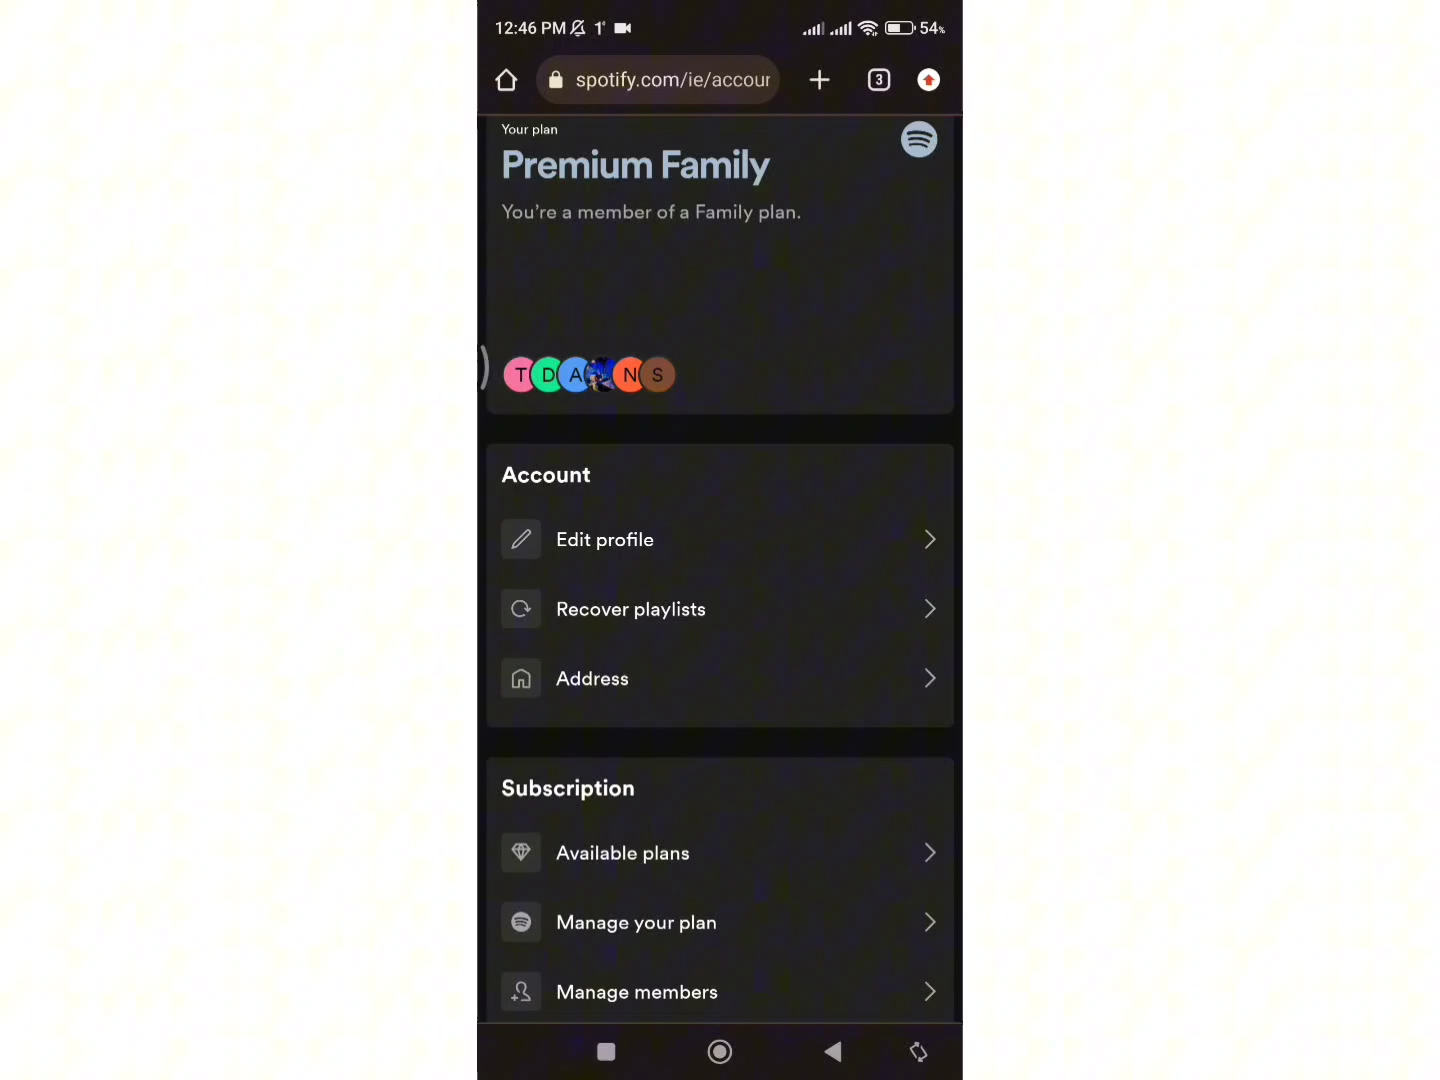 12:46 PM 1° 54%
spotify.com/ie/accour
3
Your plan
Premium Family
You're a member of a Family plan.
T D A N S
Account
Edit profile
Recover playlists
Address
Subscription
Available plans
Manage your plan
Manage members